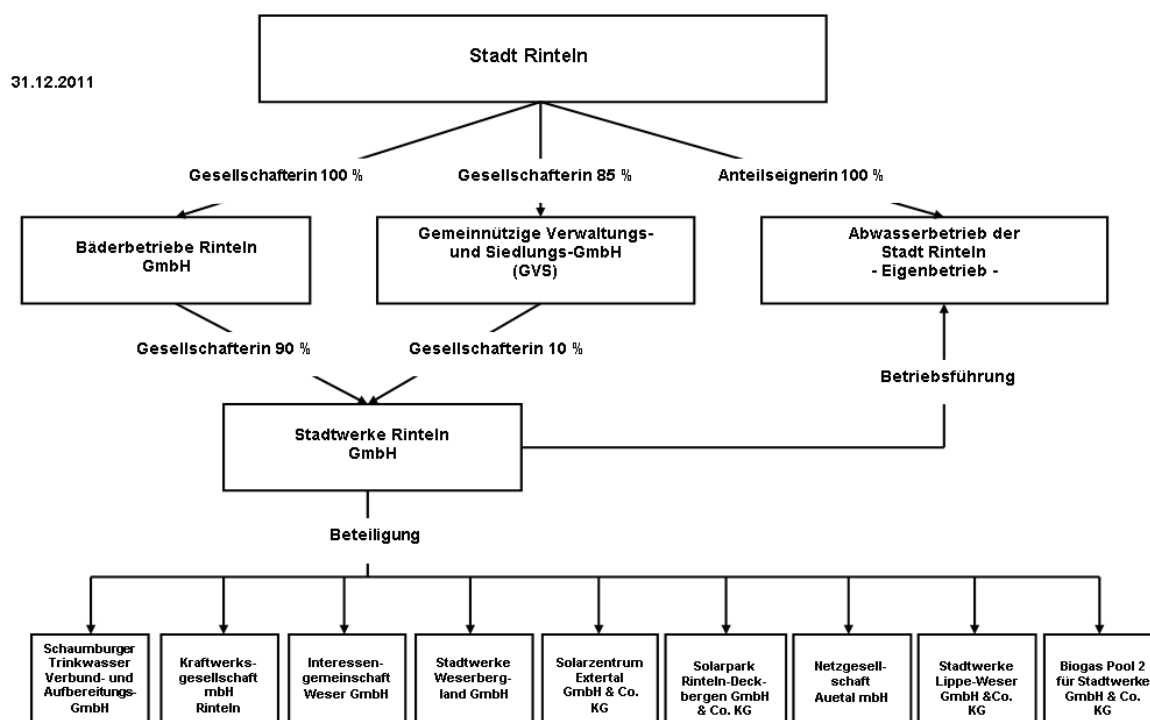 Stadt Rinteln
31.12.2011
Gesellschafterin 100 %
Gesellschafterin 85 %
Anteilseignerin 100 %
Bäderbetriebe Rinteln
GmbH
Gemeinnützige Verwaltungs-
und Siedlungs-GmbH
(GVS)
Abwasserbetrieb der
Stadt Rinteln
- Eigenbetrieb -
Gesellschafterin 90 %
Gesellschafterin 10 %
Betriebsführung
Stadtwerke Rinteln
GmbH
Beteiligung
Schaumburger
Trinkwasser
Verbund- und
Aufbereitungs-
GmbH
Kraftwerks-
gesellschaft
mbH
Rinteln
Interessen-
gemeinschaft
Weser GmbH
Stadtwerke
Weserberg-
land GmbH
Solarzentrum
Extertal
GmbH & Co.
KG
Solarpark
Rinteln-Deck-
bergen GmbH
& Co. KG
Netzgesell-
schaft
Auetal mbH
Stadtwerke
Lippe-Weser
GmbH &Co.
KG
Biogas Pool 2
für Stadtwerke
GmbH & Co.
KG